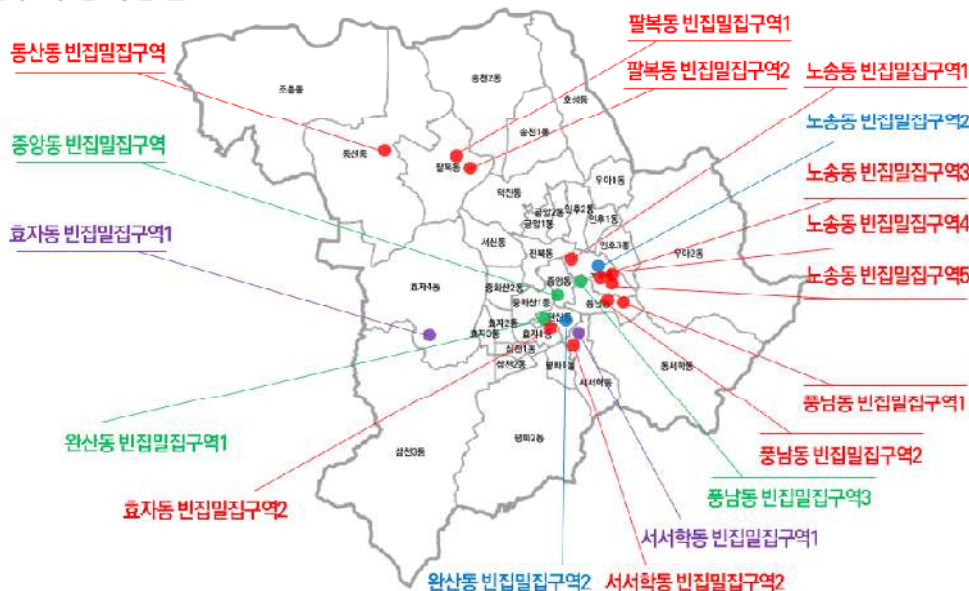 동산동 빈집밀집구역
중앙동 빈집밀집구역
효자동 빈집밀집구역1
완산동 빈집밀집구역1
효자동 빈집밀집구역2
완산동 빈집밀집구역2
서서학동 빈집밀집구역2
서서학동 빈집밀집구역1
풍남동 빈집밀집구역3
풍남동 빈집밀집구역2
풍남동 빈집밀집구역1
팔복동 빈집밀집구역1
팔복동 빈집밀집구역2
노송동 빈집밀집구역1
노송동 빈집밀집구역2
노송동 빈집밀집구역3
노송동 빈집밀집구역4
노송동 빈집밀집구역5
조촌동
송천2동
호성동
송천1동
동산동
팔복동
우아1동
덕진동
금암2동
인후2동
금암1동
인후1동
서신동
진북동
인후3동
우아2동
효자4동
중화산2동
중앙동
중화산1동
풍남동
완산동
효자2동
효자3동
효자1동
삼천1동
삼천2동
평화1동
서서학동
동서학동
삼천3동
평화2동